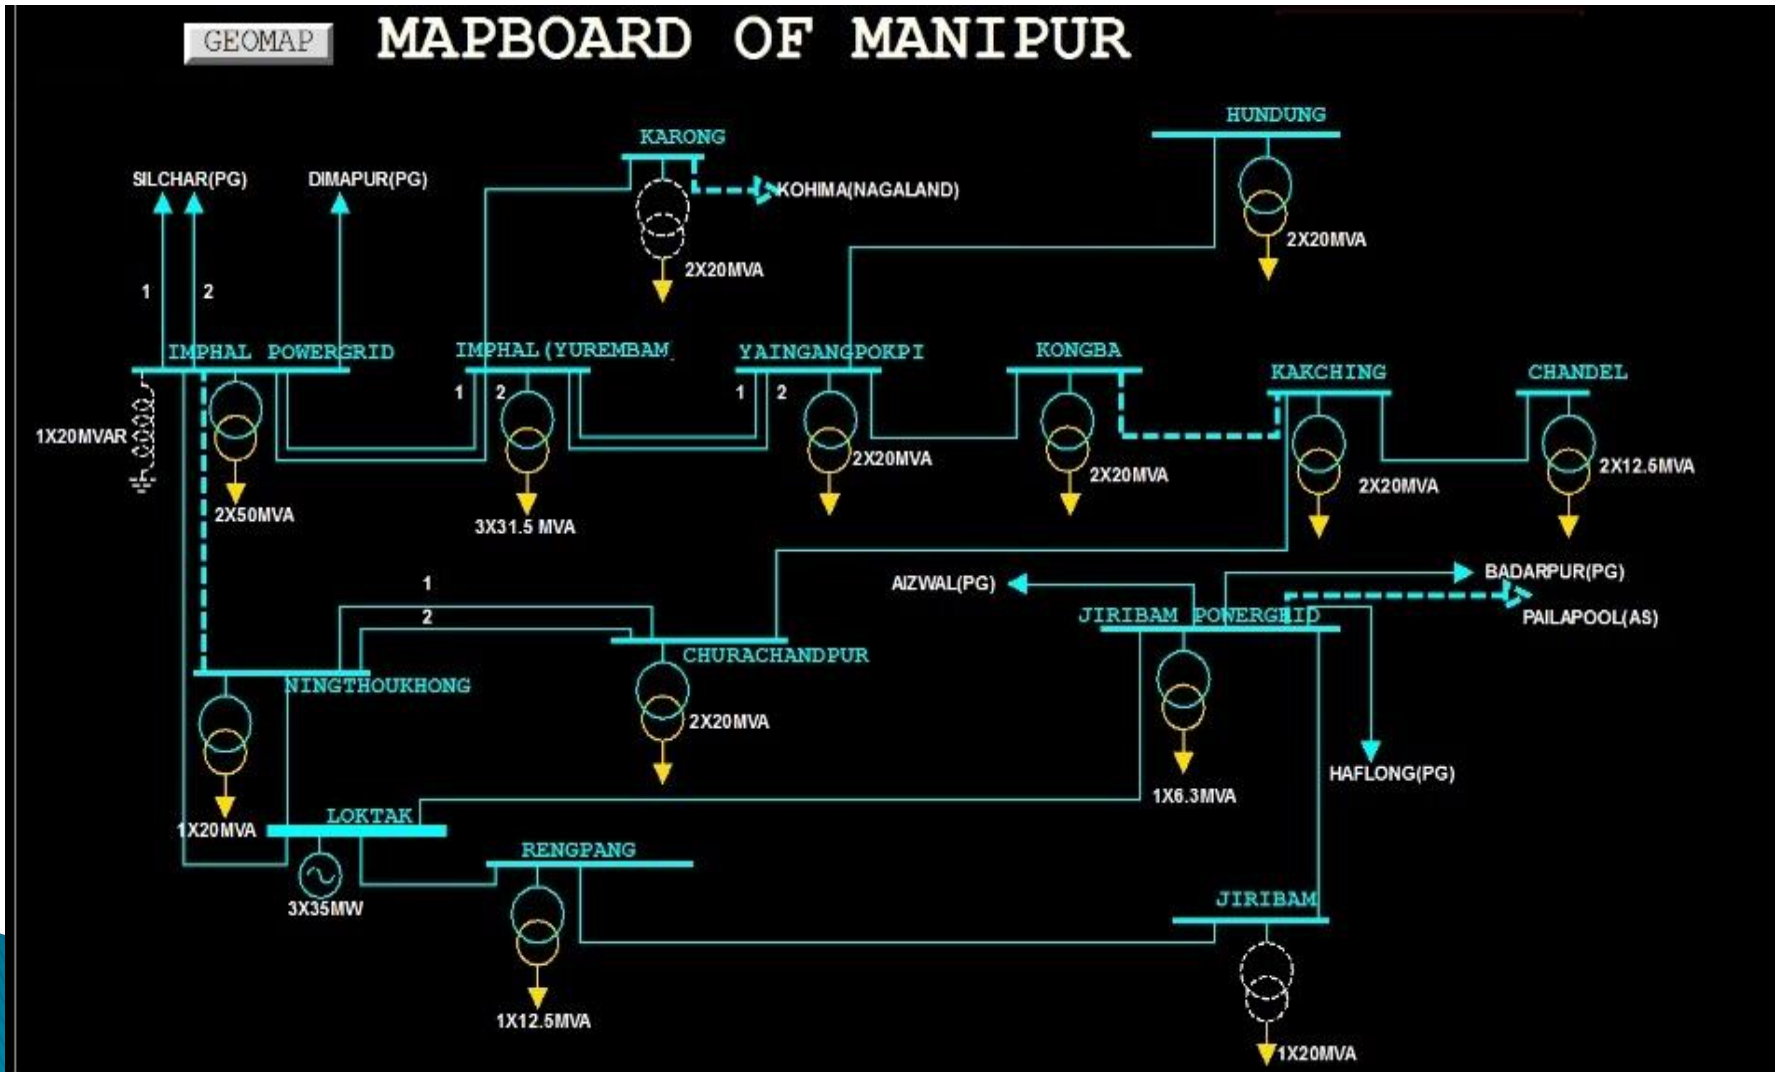 GEOMAP
MAPBOARD OF MANIPUR
HUNDUNG
KARONG
SILCHAR(PG)
DIMAPUR(PG)
KOHIMA(NAGALAND)
2X20MVA
2X20MVA
1
2
IMPHAL POWERGRID
IMPHAL(YUREMBAM)
YAINGANGPOKPI
KONGBA
KAKCHING
CHANDEL
1
2
1
2
1X20MVAR
2X20MVA
2X20MVA
2X20MVA
2X12.5MVA
2X50MVA
3X31.5 MVA
1
2
AIZWAL(PG)
BADARPUR(PG)
JIRIBAM POWERGRID
PAILAPOOL(AS)
CHURACHANDPUR
NINGTHOUKHONG
2X20MVA
HAFLONG(PG)
1X6.3MVA
LOKTAK
1X20MVA
RENGPANG
3X35MW
JIRIBAM
1X12.5MVA
1X20MVA